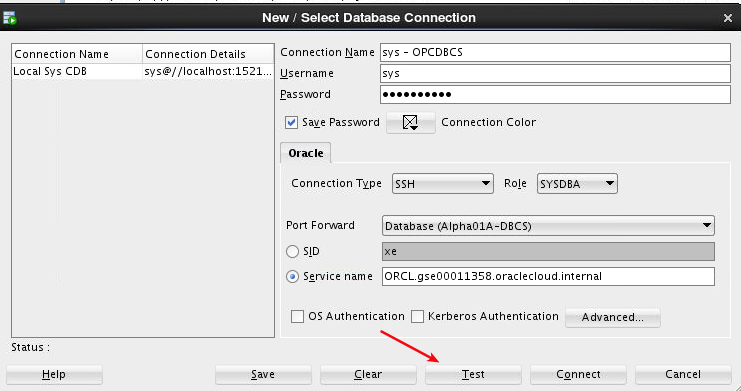 New / Select Database Connection
Connection Name Connection Details
Local Sys CDB sys@//localhost:1521...
Connection Name sys - OPCDBCS
Username sys
Password ●●●●●●●●●●
Save Password Connection Color
Oracle
Connection Type SSH Role SYSDBA
Port Forward Database (Alpha01A-DBCS)
SID xe
Service name ORCL.gse00011358.oraclecloud.internal
OS Authentication Kerberos Authentication Advanced...
Status :
Help Save Clear Test Connect Cancel